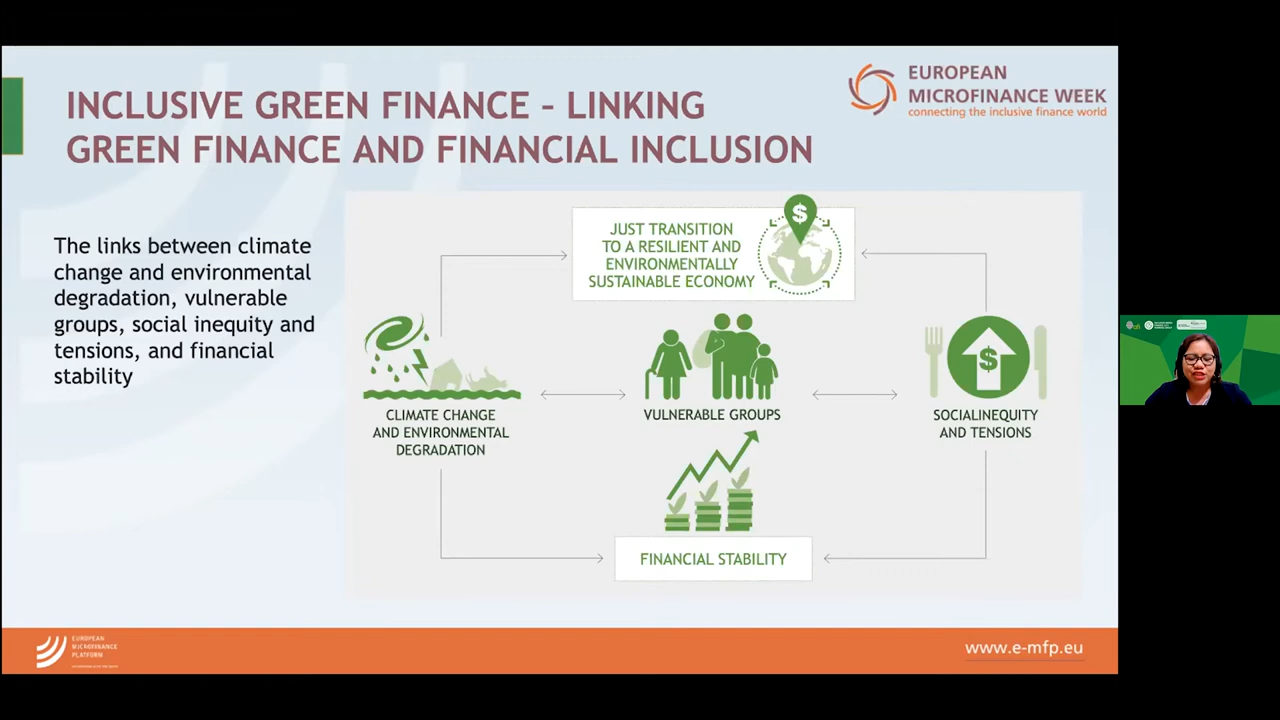 INCLUSIVE GREEN FINANCE – LINKING
GREEN FINANCE AND FINANCIAL INCLUSION
EUROPEAN
MICROFINANCE WEEK
connecting the inclusive finance world
The links between climate
change and environmental
degradation, vulnerable
groups, social inequity and
tensions, and financial
stability
JUST TRANSITION
TO A RESILIENT AND
ENVIRONMENTALLY
SUSTAINABLE ECONOMY
$
CLIMATE CHANGE
AND ENVIRONMENTAL
DEGRADATION
VULNERABLE GROUPS
$
SOCIALINEQUITY
AND TENSIONS
FINANCIAL STABILITY
EUROPEAN
MICROFINANCE
PLATFORM
www.e-mfp.eu